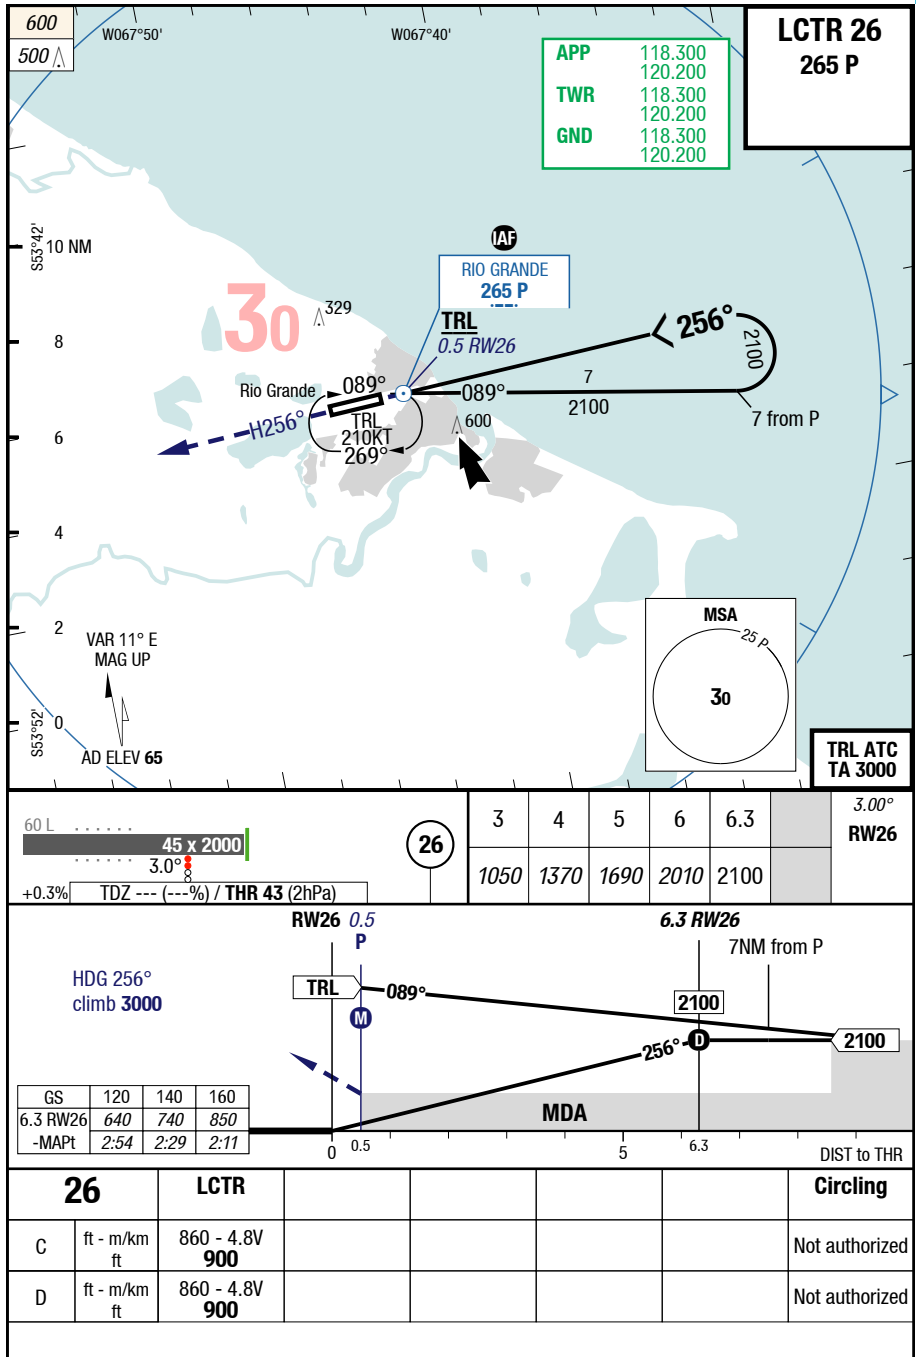 600
500
W067°50'
W067°40'
LCTR 26
265 P
APP 118.300
120.200
TWR 118.300
120.200
GND 118.300
120.200
S53°42'
10 NM
IAF
RIO GRANDE
265 P
30
329
TRL
0.5 RW26
256°
2100
8
Rio Grande
089°
089°
7
2100
7 from P
H256°
TRL
210KT
269°
600
6
4
2
MSA
25 P
30
VAR 11° E
MAG UP
S53°52'
0
AD ELEV 65
TRL ATC
TA 3000
60 L
45 x 2000
3.0°
+0.3%
TDZ --- (---%) / THR 43 (2hPa)
26
3 4 5 6 6.3
1050 1370 1690 2010 2100
3.00°
RW26
RW26 0.5
P
6.3 RW26
7NM from P
HDG 256°
climb 3000
TRL
089°
2100
M
256°
D
2100
MDA
GS 120 140 160
6.3 RW26 640 740 850
-MAPt 2:54 2:29 2:11
0 0.5 5 6.3
DIST to THR
26 LCTR Circling
C ft - m/km 860 - 4.8V Not authorized
ft 900
D ft - m/km 860 - 4.8V Not authorized
ft 900